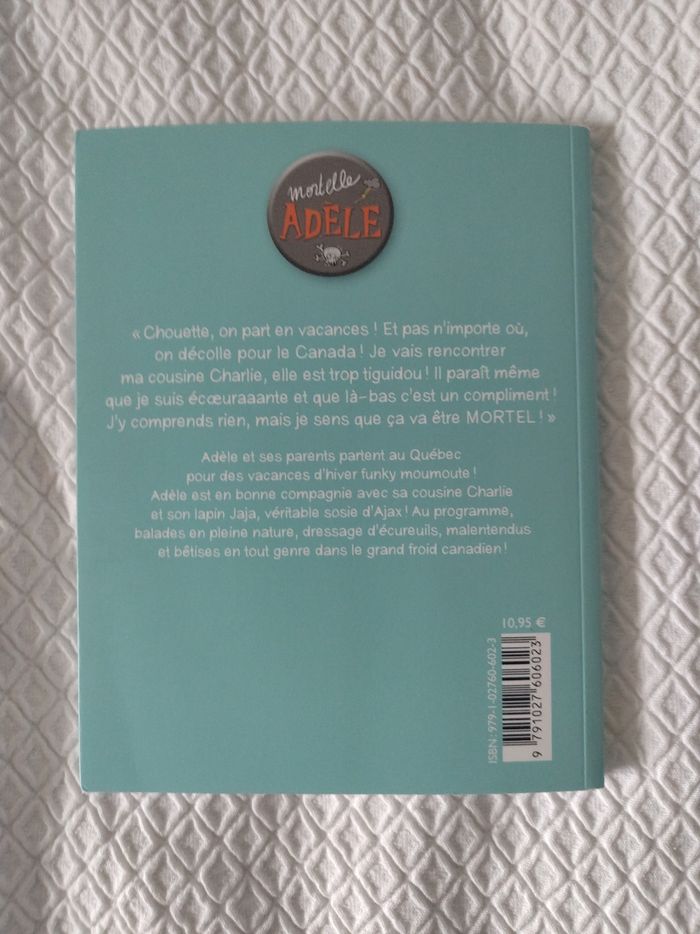 mortelle
ADÈLE
« Chouette, on part en vacances ! Et pas n'importe où,
on décolle pour le Canada ! Je vais rencontrer
ma cousine Charlie, elle est trop tiguidou ! Il paraît même
que je suis écœuraaante et que là-bas c'est un compliment !
J'y comprends rien, mais je sens que ça va être MORTEL ! »
Adèle et ses parents partent au Québec
pour des vacances d'hiver funky moumoute !
Adèle est en bonne compagnie avec sa cousine Charlie
et son lapin Jaja, véritable sosie d'Ajax ! Au programme,
balades en pleine nature, dressage d'écureuils, malentendus
et bêtises en tout genre dans le grand froid canadien !
10,95 €
ISBN : 979-1-02760-602-3
9 791027 606023